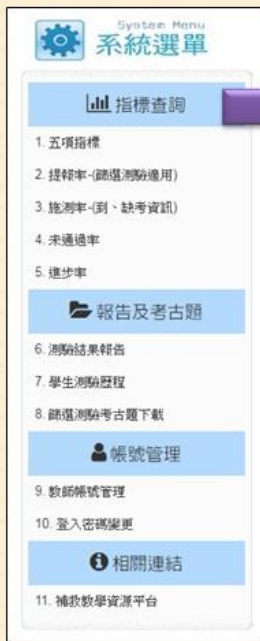 System Menu
系統選單
指標查詢
1. 五項指標
2. 提報率-(篩選測驗適用)
3. 施測率-(到、缺考資訊)
4. 未通過率
5. 進步率
報告及考古題
6. 測驗結果報告
7. 學生測驗歷程
8. 篩選測驗考古題下載
帳號管理
9. 教師帳號管理
10. 登入密碼變更
相關連結
11. 補救教學資源平台